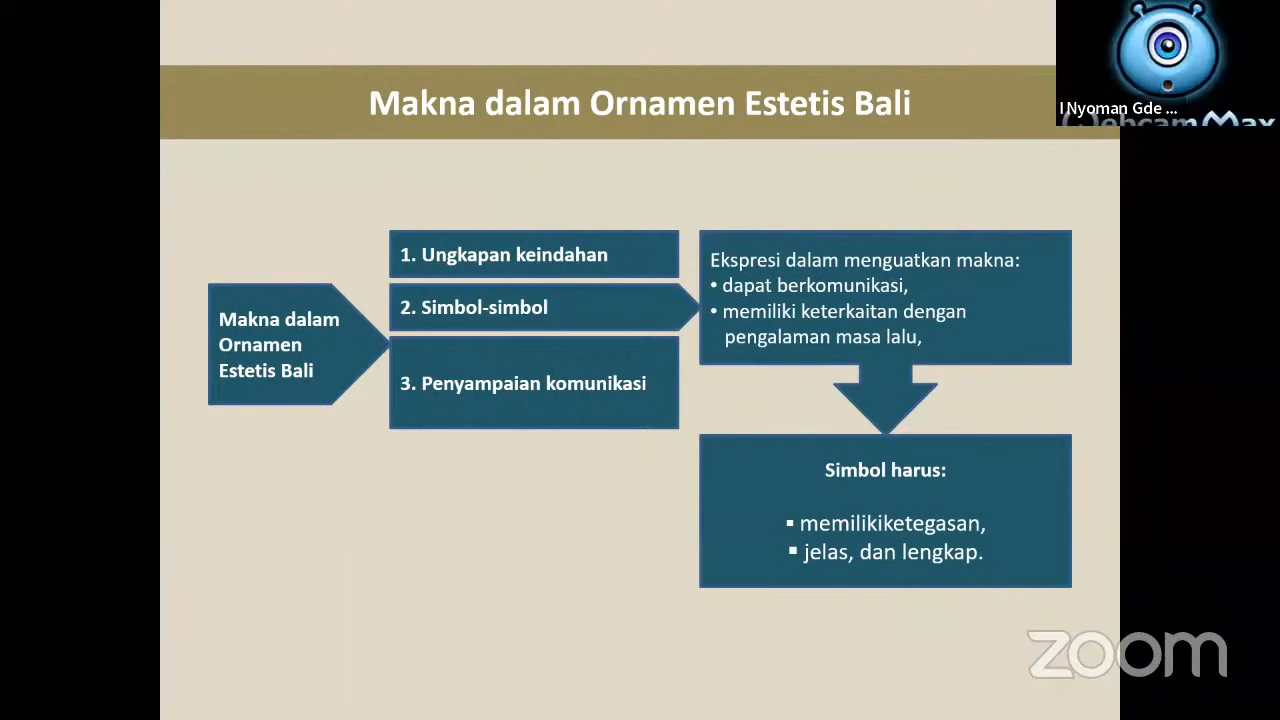 Makna dalam Ornamen Estetis Bali
I Nyoman Gde ...
WebcamMax
1. Ungkapan keindahan
2. Simbol-simbol
3. Penyampaian komunikasi
Makna dalam
Ornamen
Estetis Bali
Ekspresi dalam menguatkan makna:
• dapat berkomunikasi,
• memiliki keterkaitan dengan
pengalaman masa lalu,
Simbol harus:
▪ memilikiketegasan,
▪ jelas, dan lengkap.
zoom